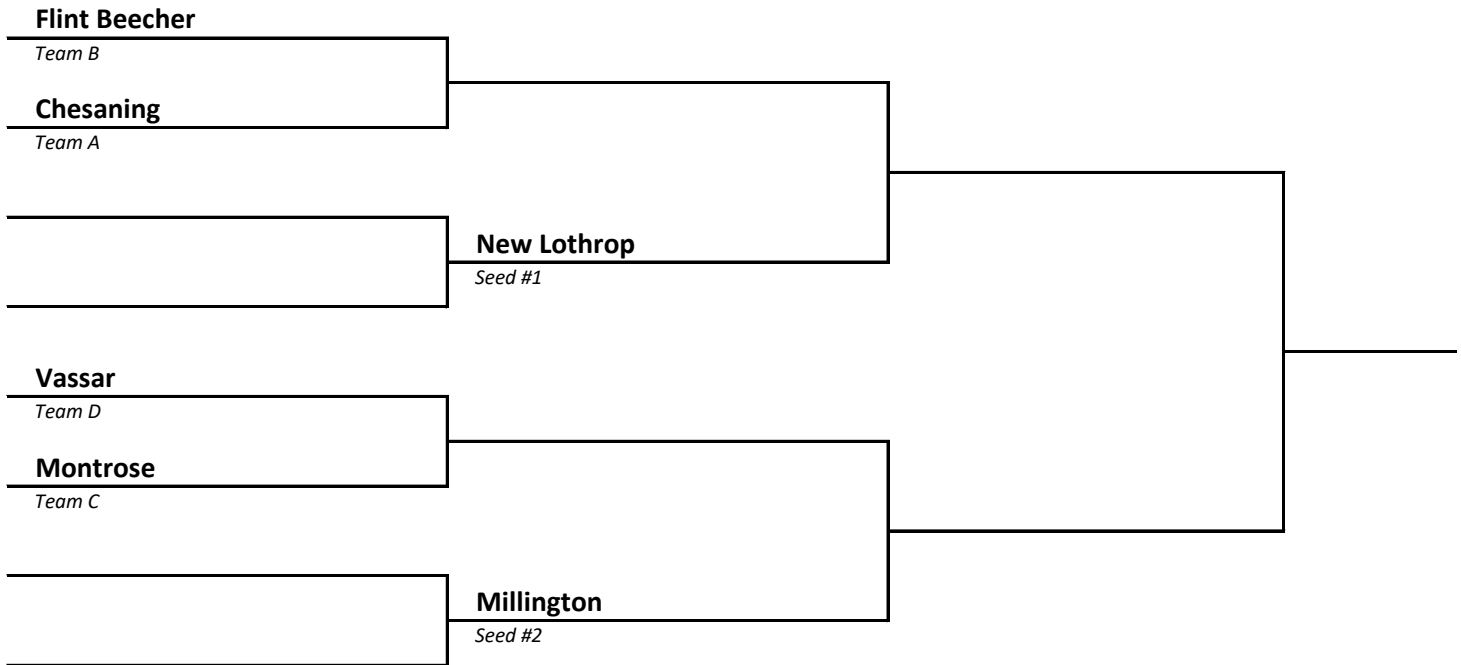 Flint Beecher
Team B
Chesaning
Team A
New Lothrop
Seed #1
Vassar
Team D
Montrose
Team C
Millington
Seed #2